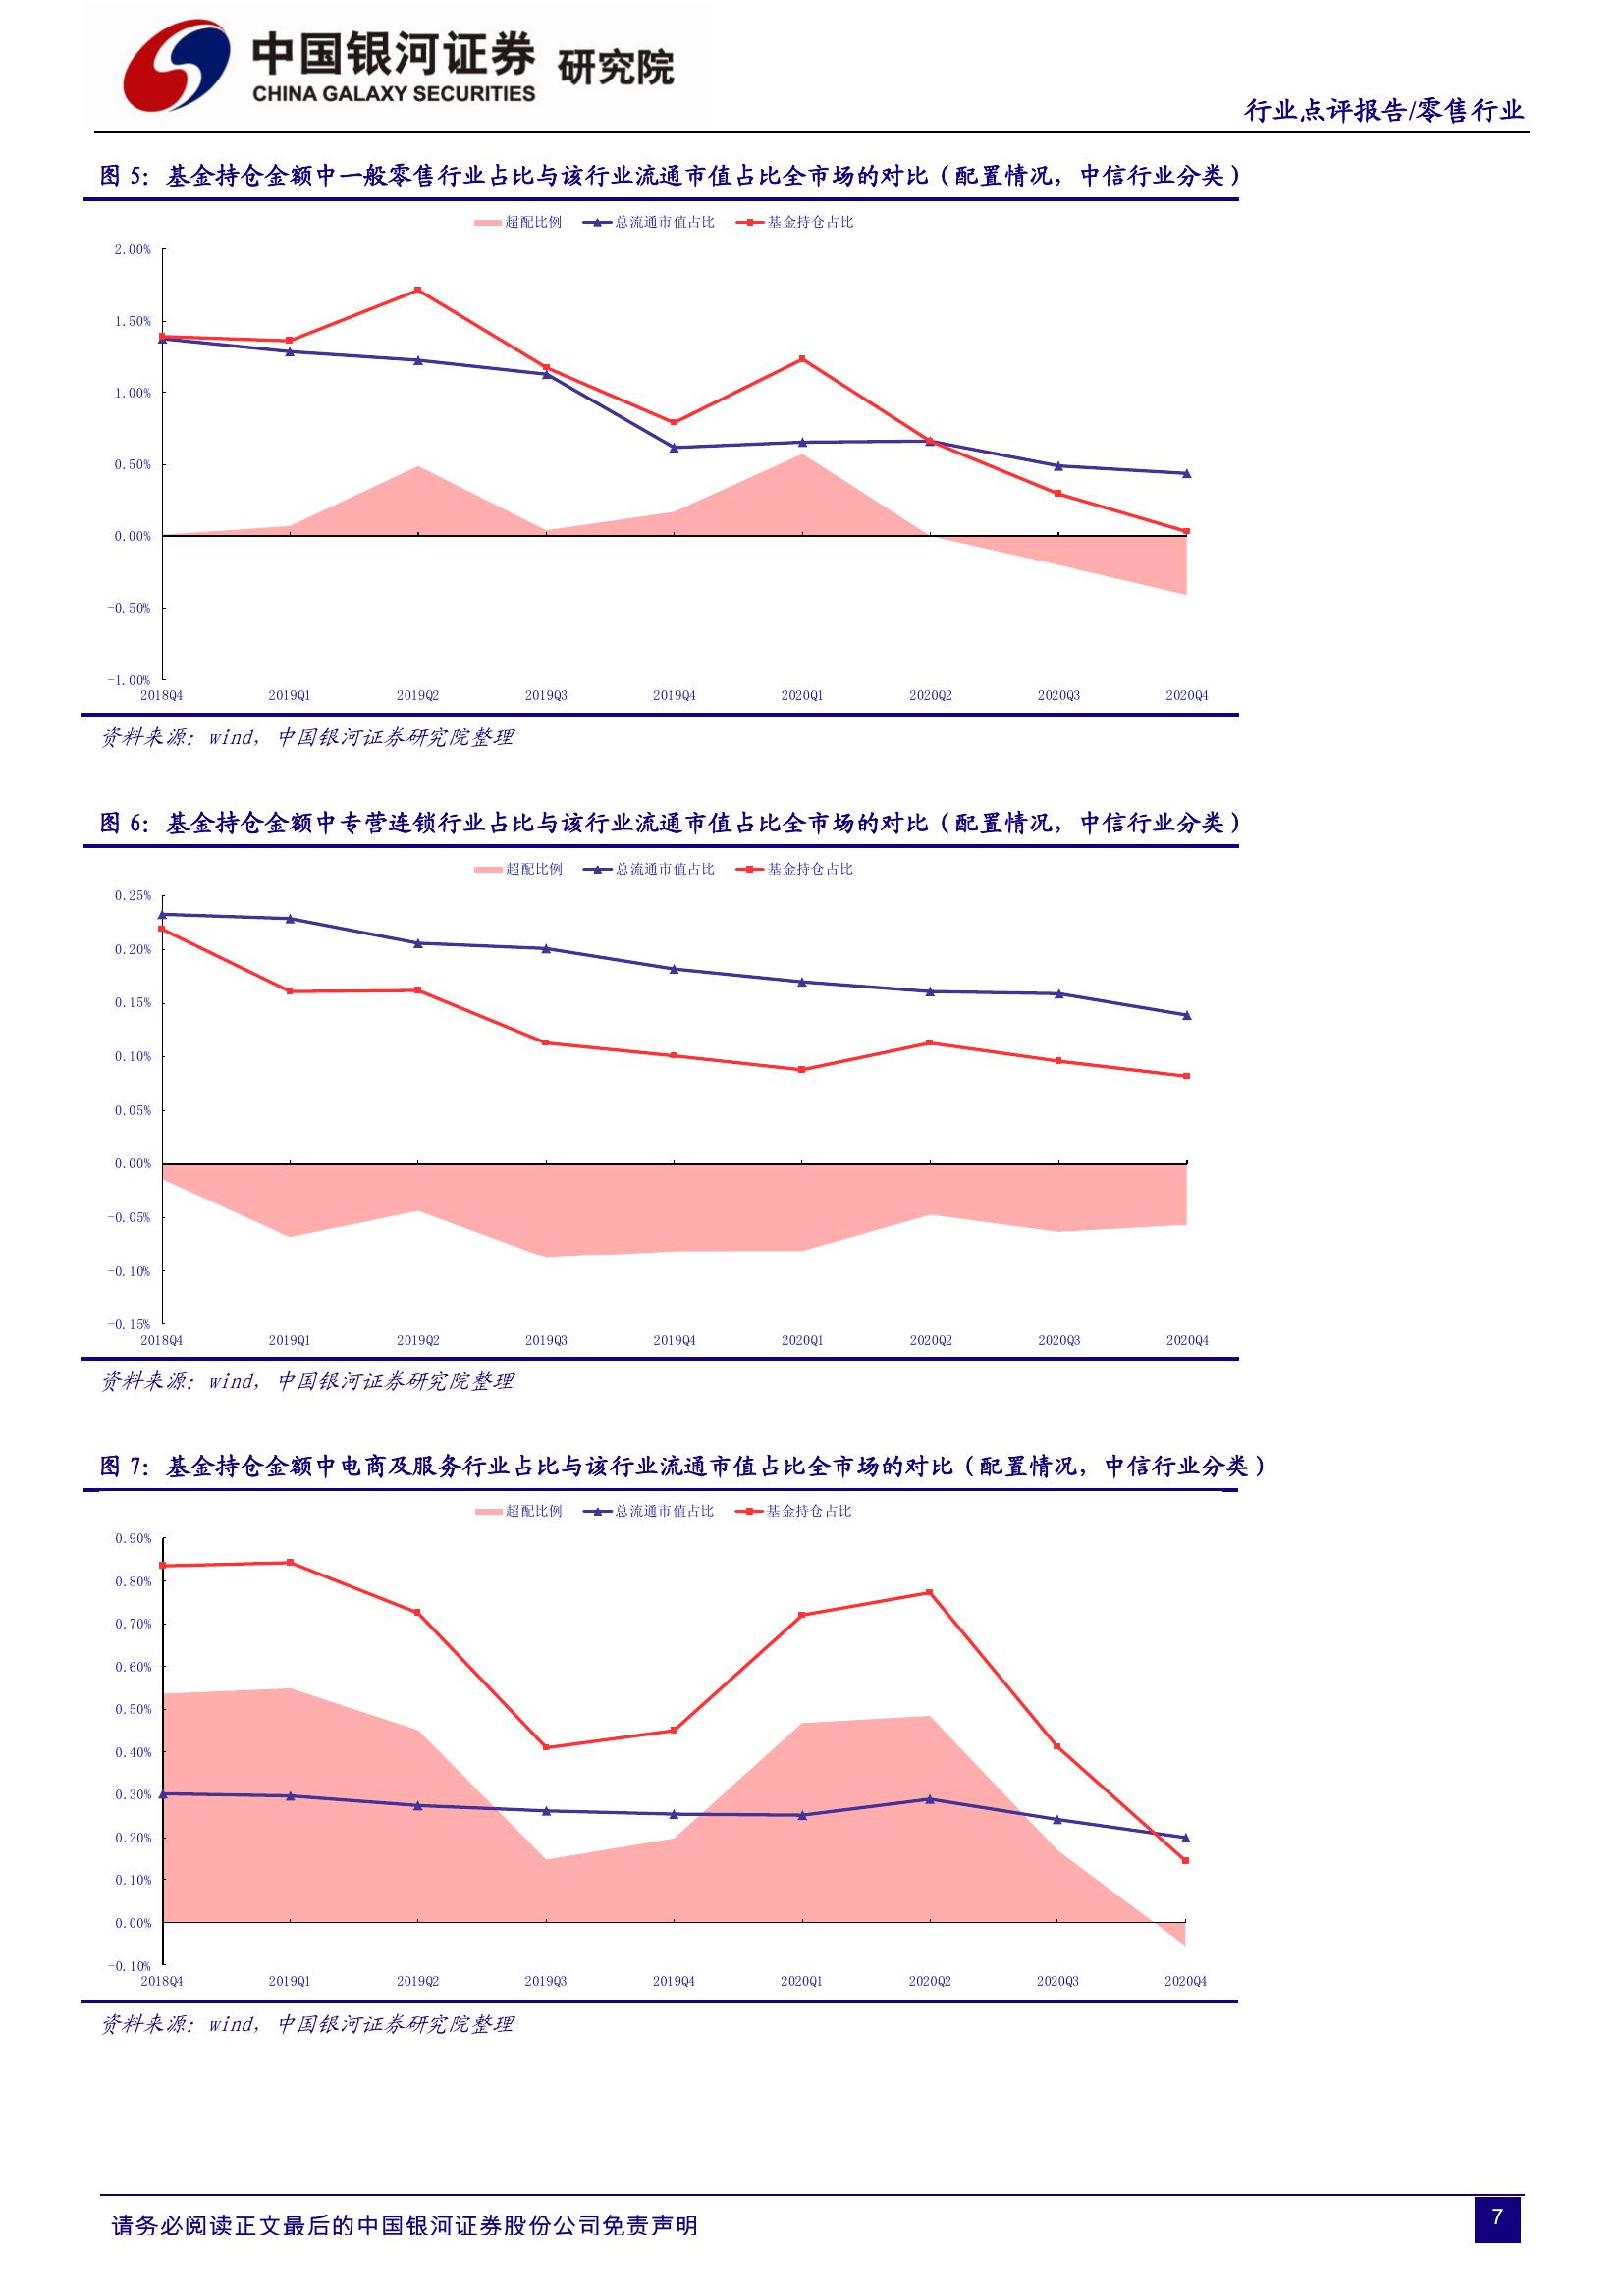 中国银河证券 研究院
CHINA GALAXY SECURITIES
行业点评报告/零售行业
图 5：基金持仓金额中一般零售行业占比与该行业流通市值占比全市场的对比（配置情况，中信行业分类）
超配比例 总流通市值占比 基金持仓占比
2.00%
1.50%
1.00%
0.50%
0.00%
-0.50%
-1.00%
2018Q4 2019Q1 2019Q2 2019Q3 2019Q4 2020Q1 2020Q2 2020Q3 2020Q4
资料来源：wind，中国银河证券研究院整理
图 6：基金持仓金额中专营连锁行业占比与该行业流通市值占比全市场的对比（配置情况，中信行业分类）
超配比例 总流通市值占比 基金持仓占比
0.25%
0.20%
0.15%
0.10%
0.05%
0.00%
-0.05%
-0.10%
-0.15%
2018Q4 2019Q1 2019Q2 2019Q3 2019Q4 2020Q1 2020Q2 2020Q3 2020Q4
资料来源：wind，中国银河证券研究院整理
图 7：基金持仓金额中电商及服务行业占比与该行业流通市值占比全市场的对比（配置情况，中信行业分类）
超配比例 总流通市值占比 基金持仓占比
0.90%
0.80%
0.70%
0.60%
0.50%
0.40%
0.30%
0.20%
0.10%
0.00%
-0.10%
2018Q4 2019Q1 2019Q2 2019Q3 2019Q4 2020Q1 2020Q2 2020Q3 2020Q4
资料来源：wind，中国银河证券研究院整理
请务必阅读正文最后的中国银河证券股份公司免责声明
7